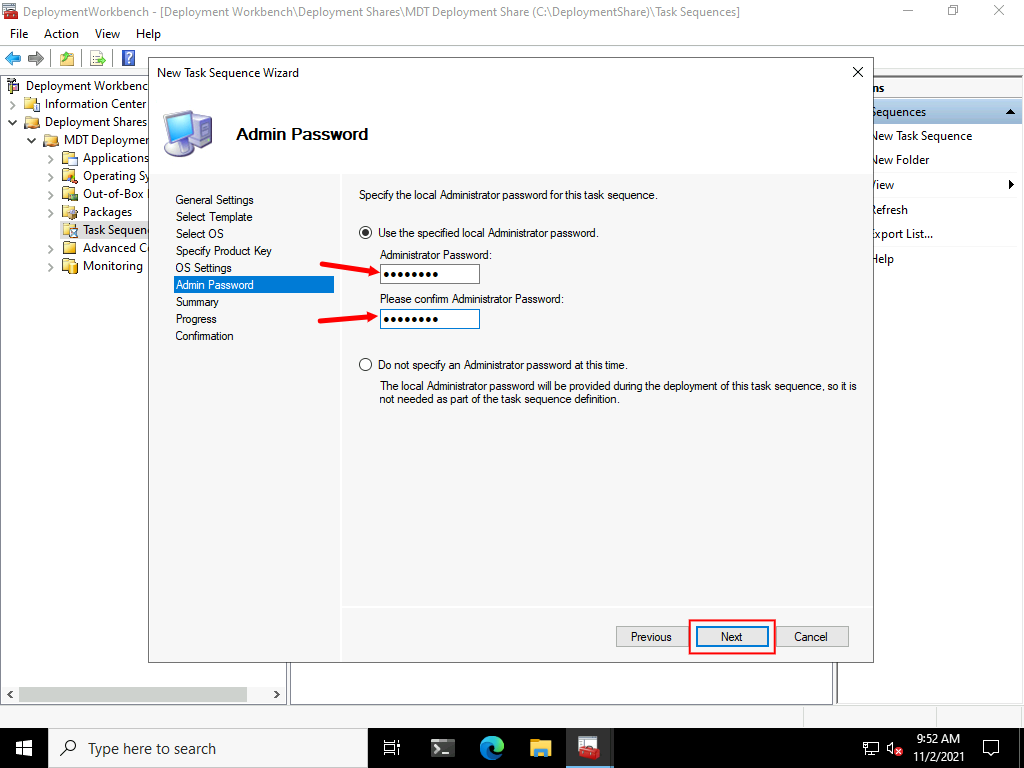 DeploymentWorkbench - [Deployment Workbench\Deployment Shares\MDT Deployment Share (C:\DeploymentShare)\Task Sequences]
File Action View Help
New Task Sequence Wizard
Admin Password
Deployment Workbenc
Information Center
Deployment Shares
MDT Deploymen
Applications
Operating Sy
Out-of-Box
Packages
Task Sequen
Advanced Co
Monitoring
General Settings
Select Template
Select OS
Specify Product Key
OS Settings
Admin Password
Summary
Progress
Confirmation
Specify the local Administrator password for this task sequence.
Use the specified local Administrator password.
Administrator Password:
●●●●●●●●
Please confirm Administrator Password:
●●●●●●●●
Do not specify an Administrator password at this time.
The local Administrator password will be provided during the deployment of this task sequence, so it is
not needed as part of the task sequence definition.
Previous Next Cancel
ns
Sequences
New Task Sequence
New Folder
View
Refresh
Export List...
Help
Type here to search
9:52 AM
11/2/2021